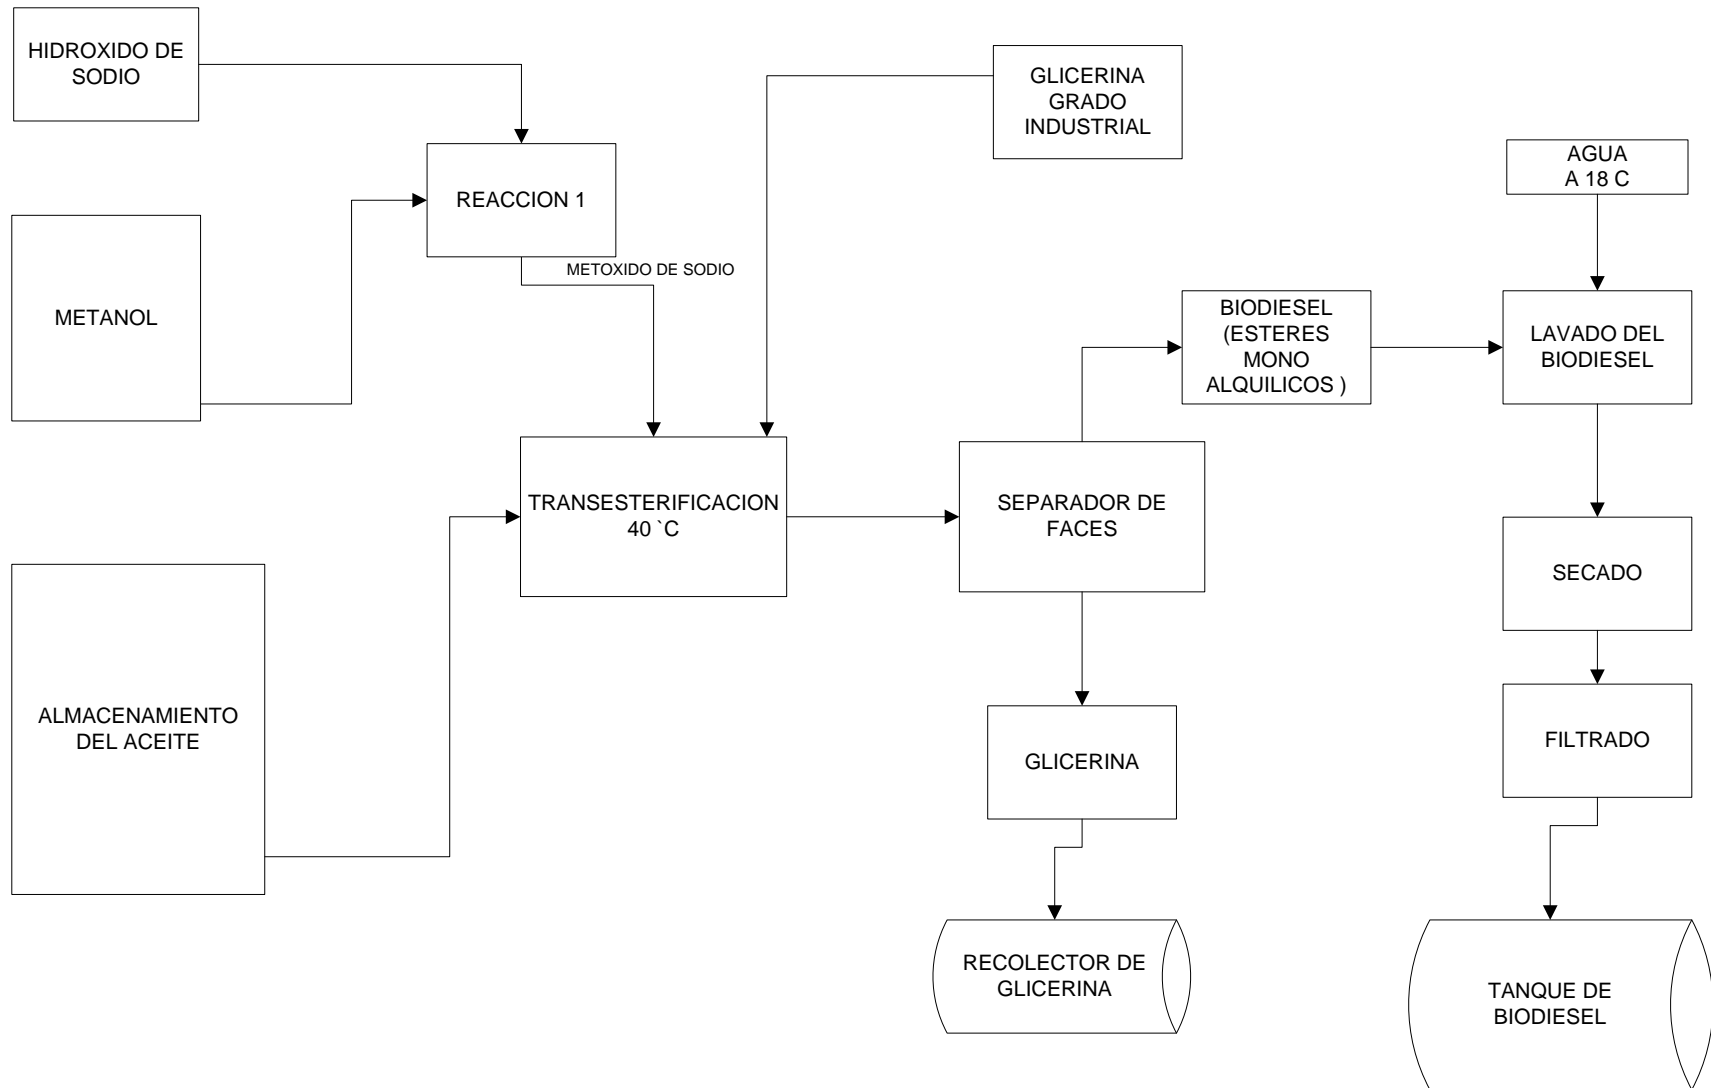 HIDROXIDO DE
SODIO
GLICERINA
GRADO
INDUSTRIAL
AGUA
A 18 C
REACCION 1
METANOL
METOXIDO DE SODIO
BIODIESEL
(ESTERES
MONO
ALQUILICOS )
LAVADO DEL
BIODIESEL
TRANSESTERIFICACION
40 `C
SEPARADOR DE
FACES
SECADO
ALMACENAMIENTO
DEL ACEITE
GLICERINA
FILTRADO
RECOLECTOR DE
GLICERINA
TANQUE DE
BIODIESEL